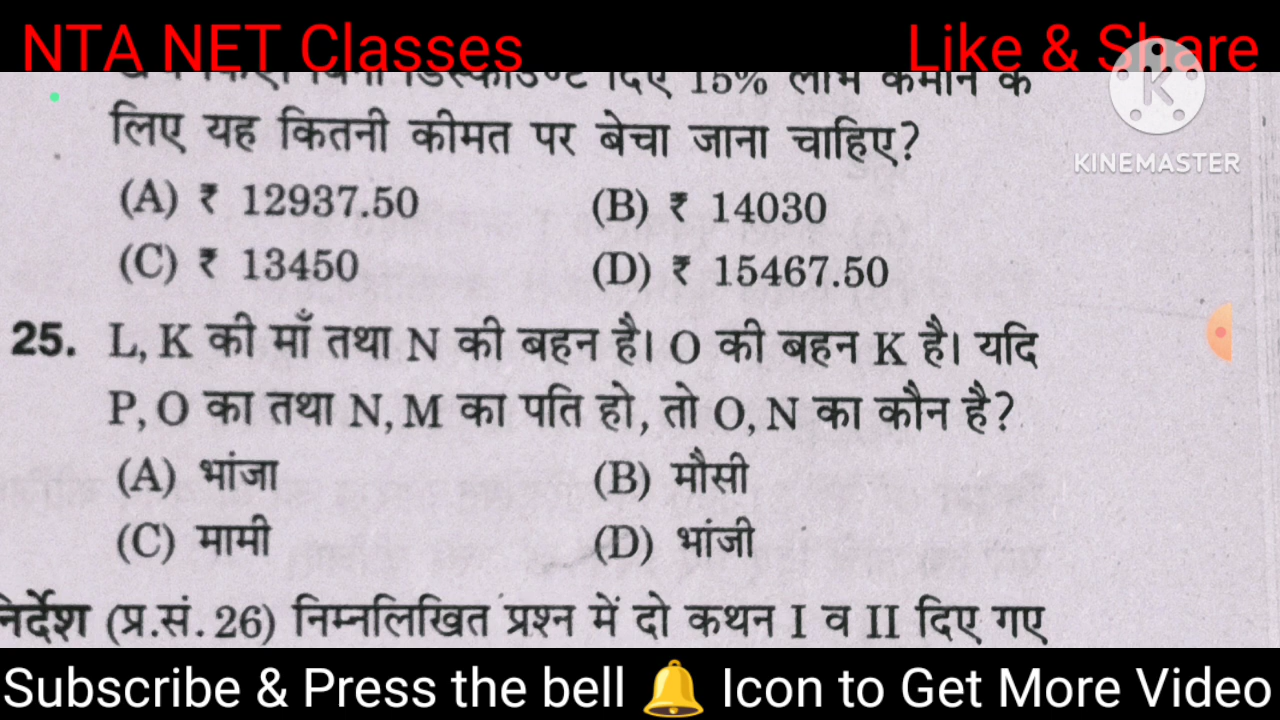 NTA NET Classes Like & Share
KINEMASTER
दिए 15% लाभ कमाने के
लिए यह कितनी कीमत पर बेचा जाना चाहिए?
(A) ₹ 12937.50 (B) ₹ 14030
(C) ₹ 13450 (D) ₹ 15467.50
25. L, K की माँ तथा N की बहन है। O की बहन K है। यदि
P, O का तथा N, M का पति हो, तो O, N का कौन है?
(A) भांजा (B) मौसी
(C) मामी (D) भांजी
निर्देश (प्र.सं. 26) निम्नलिखित प्रश्न में दो कथन I व II दिए गए
Subscribe & Press the bell 🔔 Icon to Get More Video